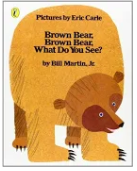 Pictures by Eric Carle
Brown Bear,
Brown Bear,
What Do You See?
by Bill Martin, Jr.